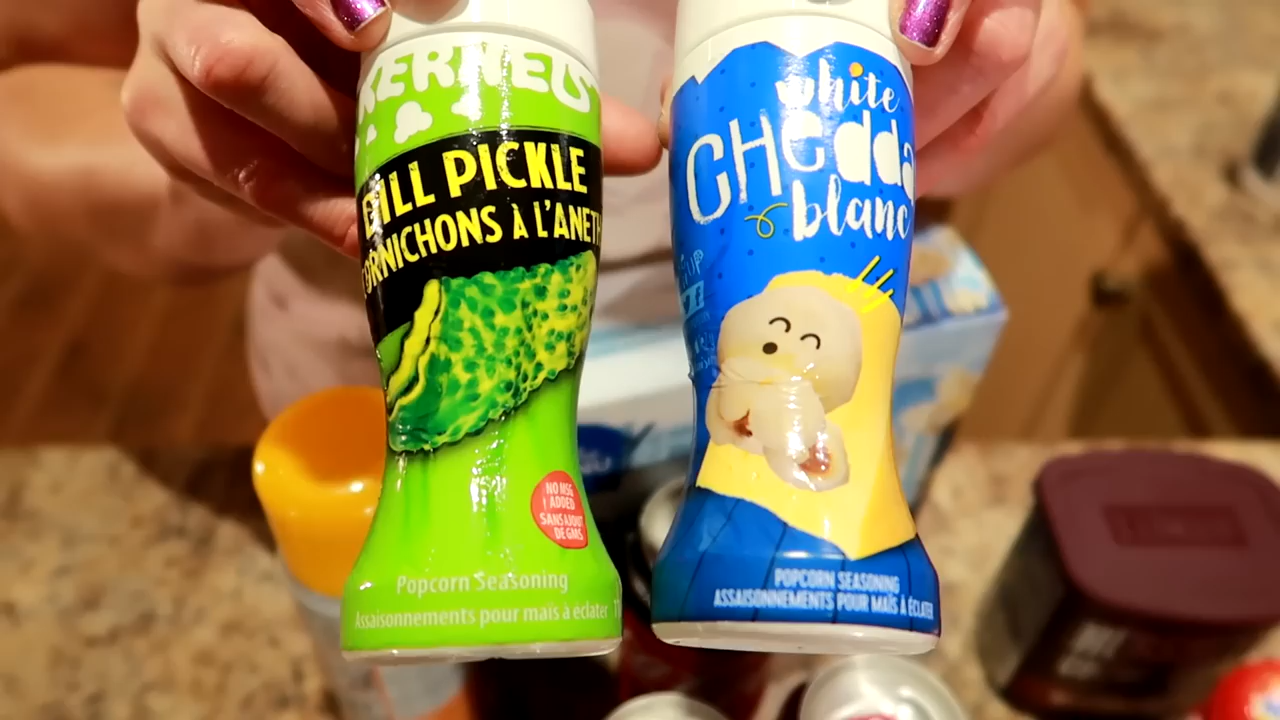 KERNELS
DILL PICKLE
CORNICHONS À L'ANETH
NO MSG
ADDED
SANS AJOUT
DE GMS
Popcorn Seasoning
Assaisonnements pour maïs à éclater
white
CHedda
blanc
POPCORN SEASONING
ASSAISONNEMENTS POUR MAÏS À ÉCLATER